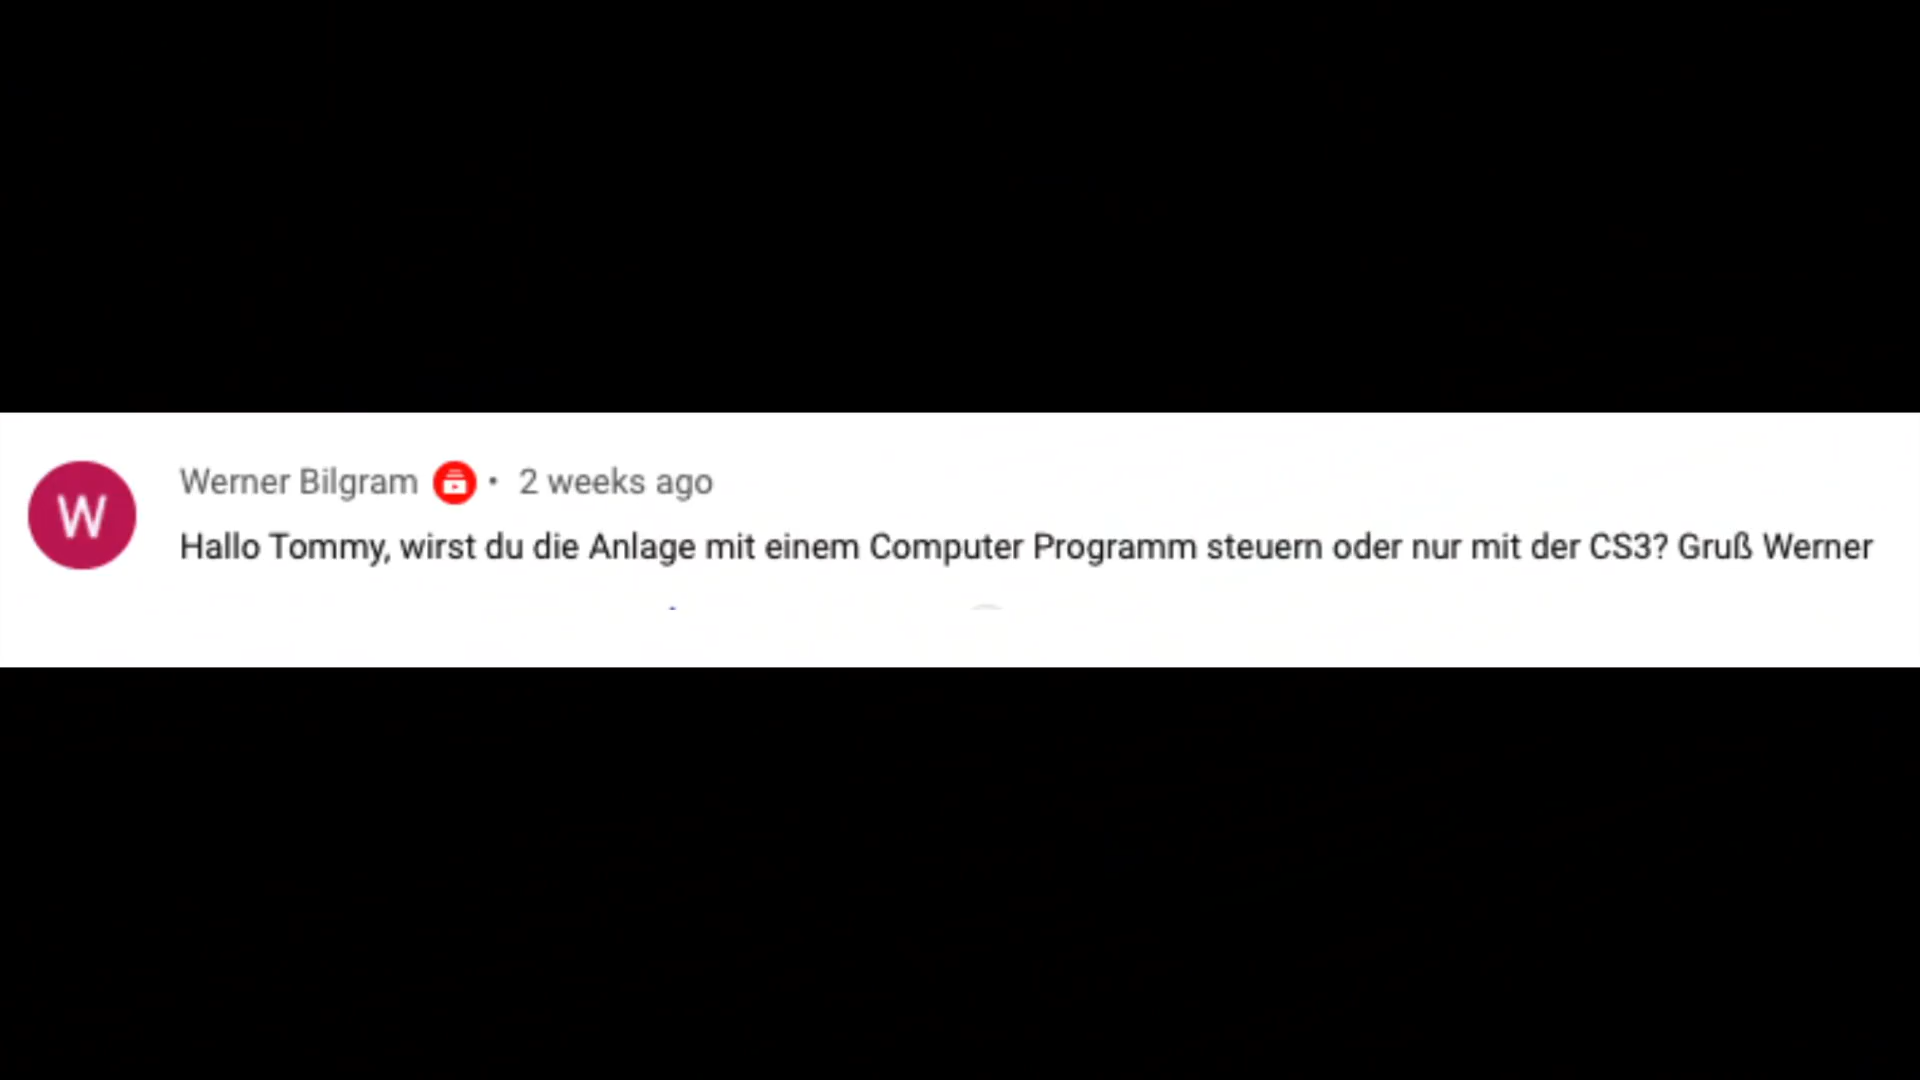 W
Werner Bilgram • 2 weeks ago
Hallo Tommy, wirst du die Anlage mit einem Computer Programm steuern oder nur mit der CS3? Gruß Werner